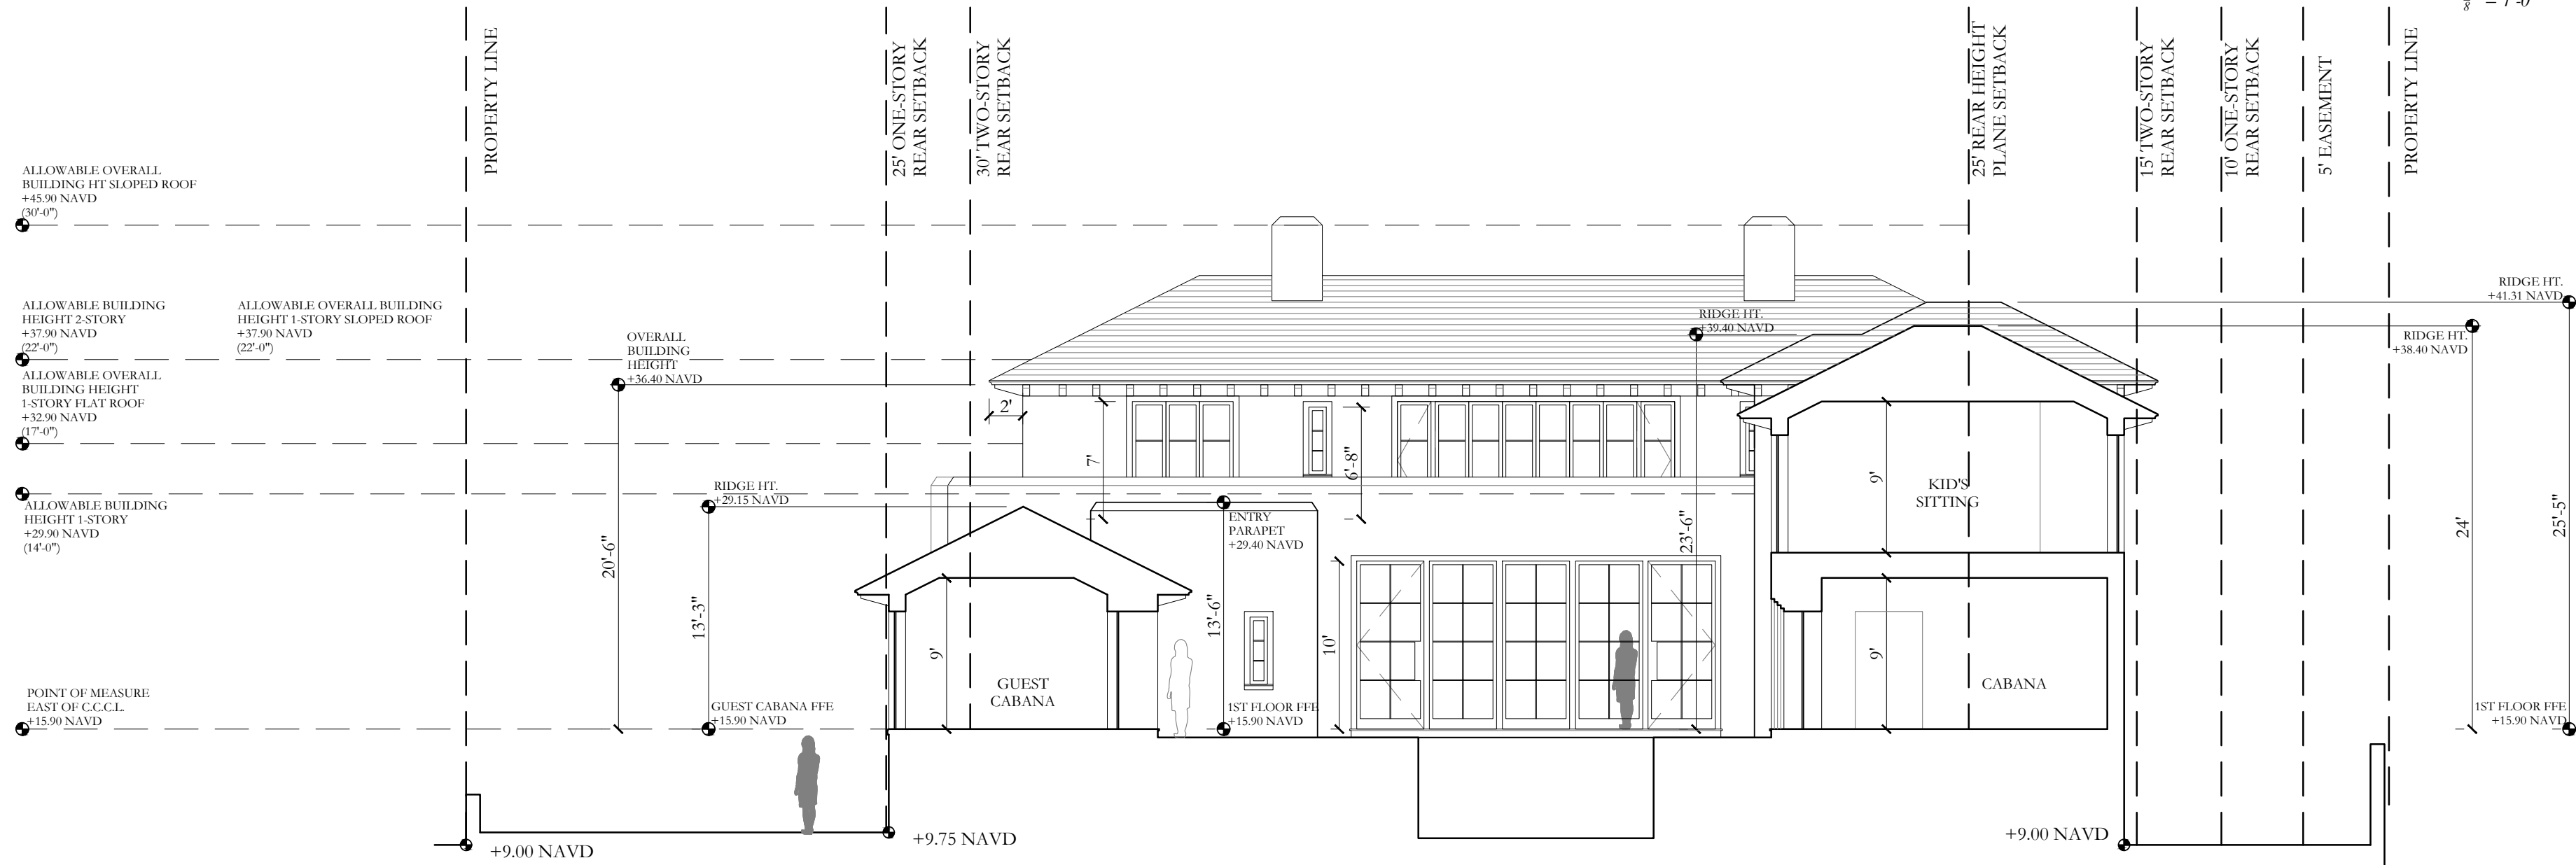 8" = 1'-0"
PROPERTY LINE
25' ONE-STORY
REAR SETBACK
30' TWO-STORY
REAR SETBACK
25' REAR HEIGHT
PLANE SETBACK
15' TWO-STORY
REAR SETBACK
10' ONE-STORY
REAR SETBACK
5' EASEMENT
PROPERTY LINE
ALLOWABLE OVERALL
BUILDING HT SLOPED ROOF
+45.90 NAVD
(30'-0")
ALLOWABLE BUILDING
HEIGHT 2-STORY
+37.90 NAVD
(22'-0")
ALLOWABLE OVERALL BUILDING
HEIGHT 1-STORY SLOPED ROOF
+37.90 NAVD
(22'-0")
ALLOWABLE OVERALL
BUILDING HEIGHT
1-STORY FLAT ROOF
+32.90 NAVD
(17'-0")
ALLOWABLE BUILDING
HEIGHT 1-STORY
+29.90 NAVD
(14'-0")
POINT OF MEASURE
EAST OF C.C.C.L.
+15.90 NAVD
OVERALL
BUILDING
HEIGHT
+36.40 NAVD
20'-6"
RIDGE HT.
+29.15 NAVD
13'-3"
GUEST CABANA FFE
+15.90 NAVD
9'
GUEST
CABANA
2'
7'
6'-8"
ENTRY
PARAPET
+29.40 NAVD
13'-6"
1ST FLOOR FFE
+15.90 NAVD
10'
RIDGE HT.
+39.40 NAVD
23'-6"
9'
KID'S
SITTING
9'
CABANA
RIDGE HT.
+41.31 NAVD
RIDGE HT.
+38.40 NAVD
24'
25'-5"
1ST FLOOR FFE
+15.90 NAVD
+9.00 NAVD
+9.75 NAVD
+9.00 NAVD